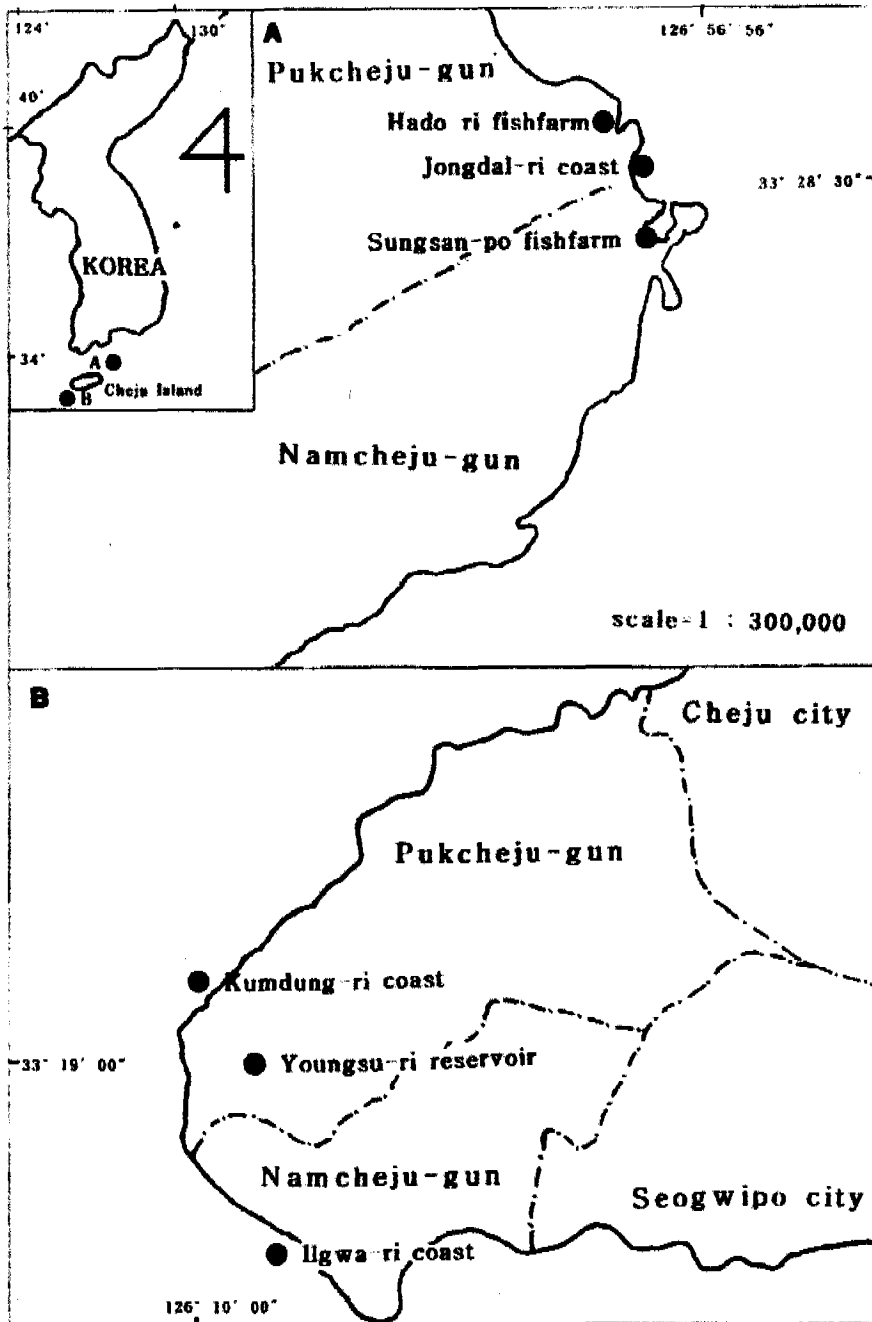 124°
130°
40°
KOREA
34°
A
B
Cheju Island
A
126° 56' 56"
Pukcheju-gun
Hado ri fishfarm
Jongdal-ri coast
33° 28' 30"
Sungsan-po fishfarm
Namcheju-gun
scale-1 : 300,000
B
Cheju city
Pukcheju-gun
Kumdung-ri coast
33° 19' 00"
Youngsu-ri reservoir
Namcheju-gun
Seogwipo city
Ilgwa-ri coast
126° 10' 00"